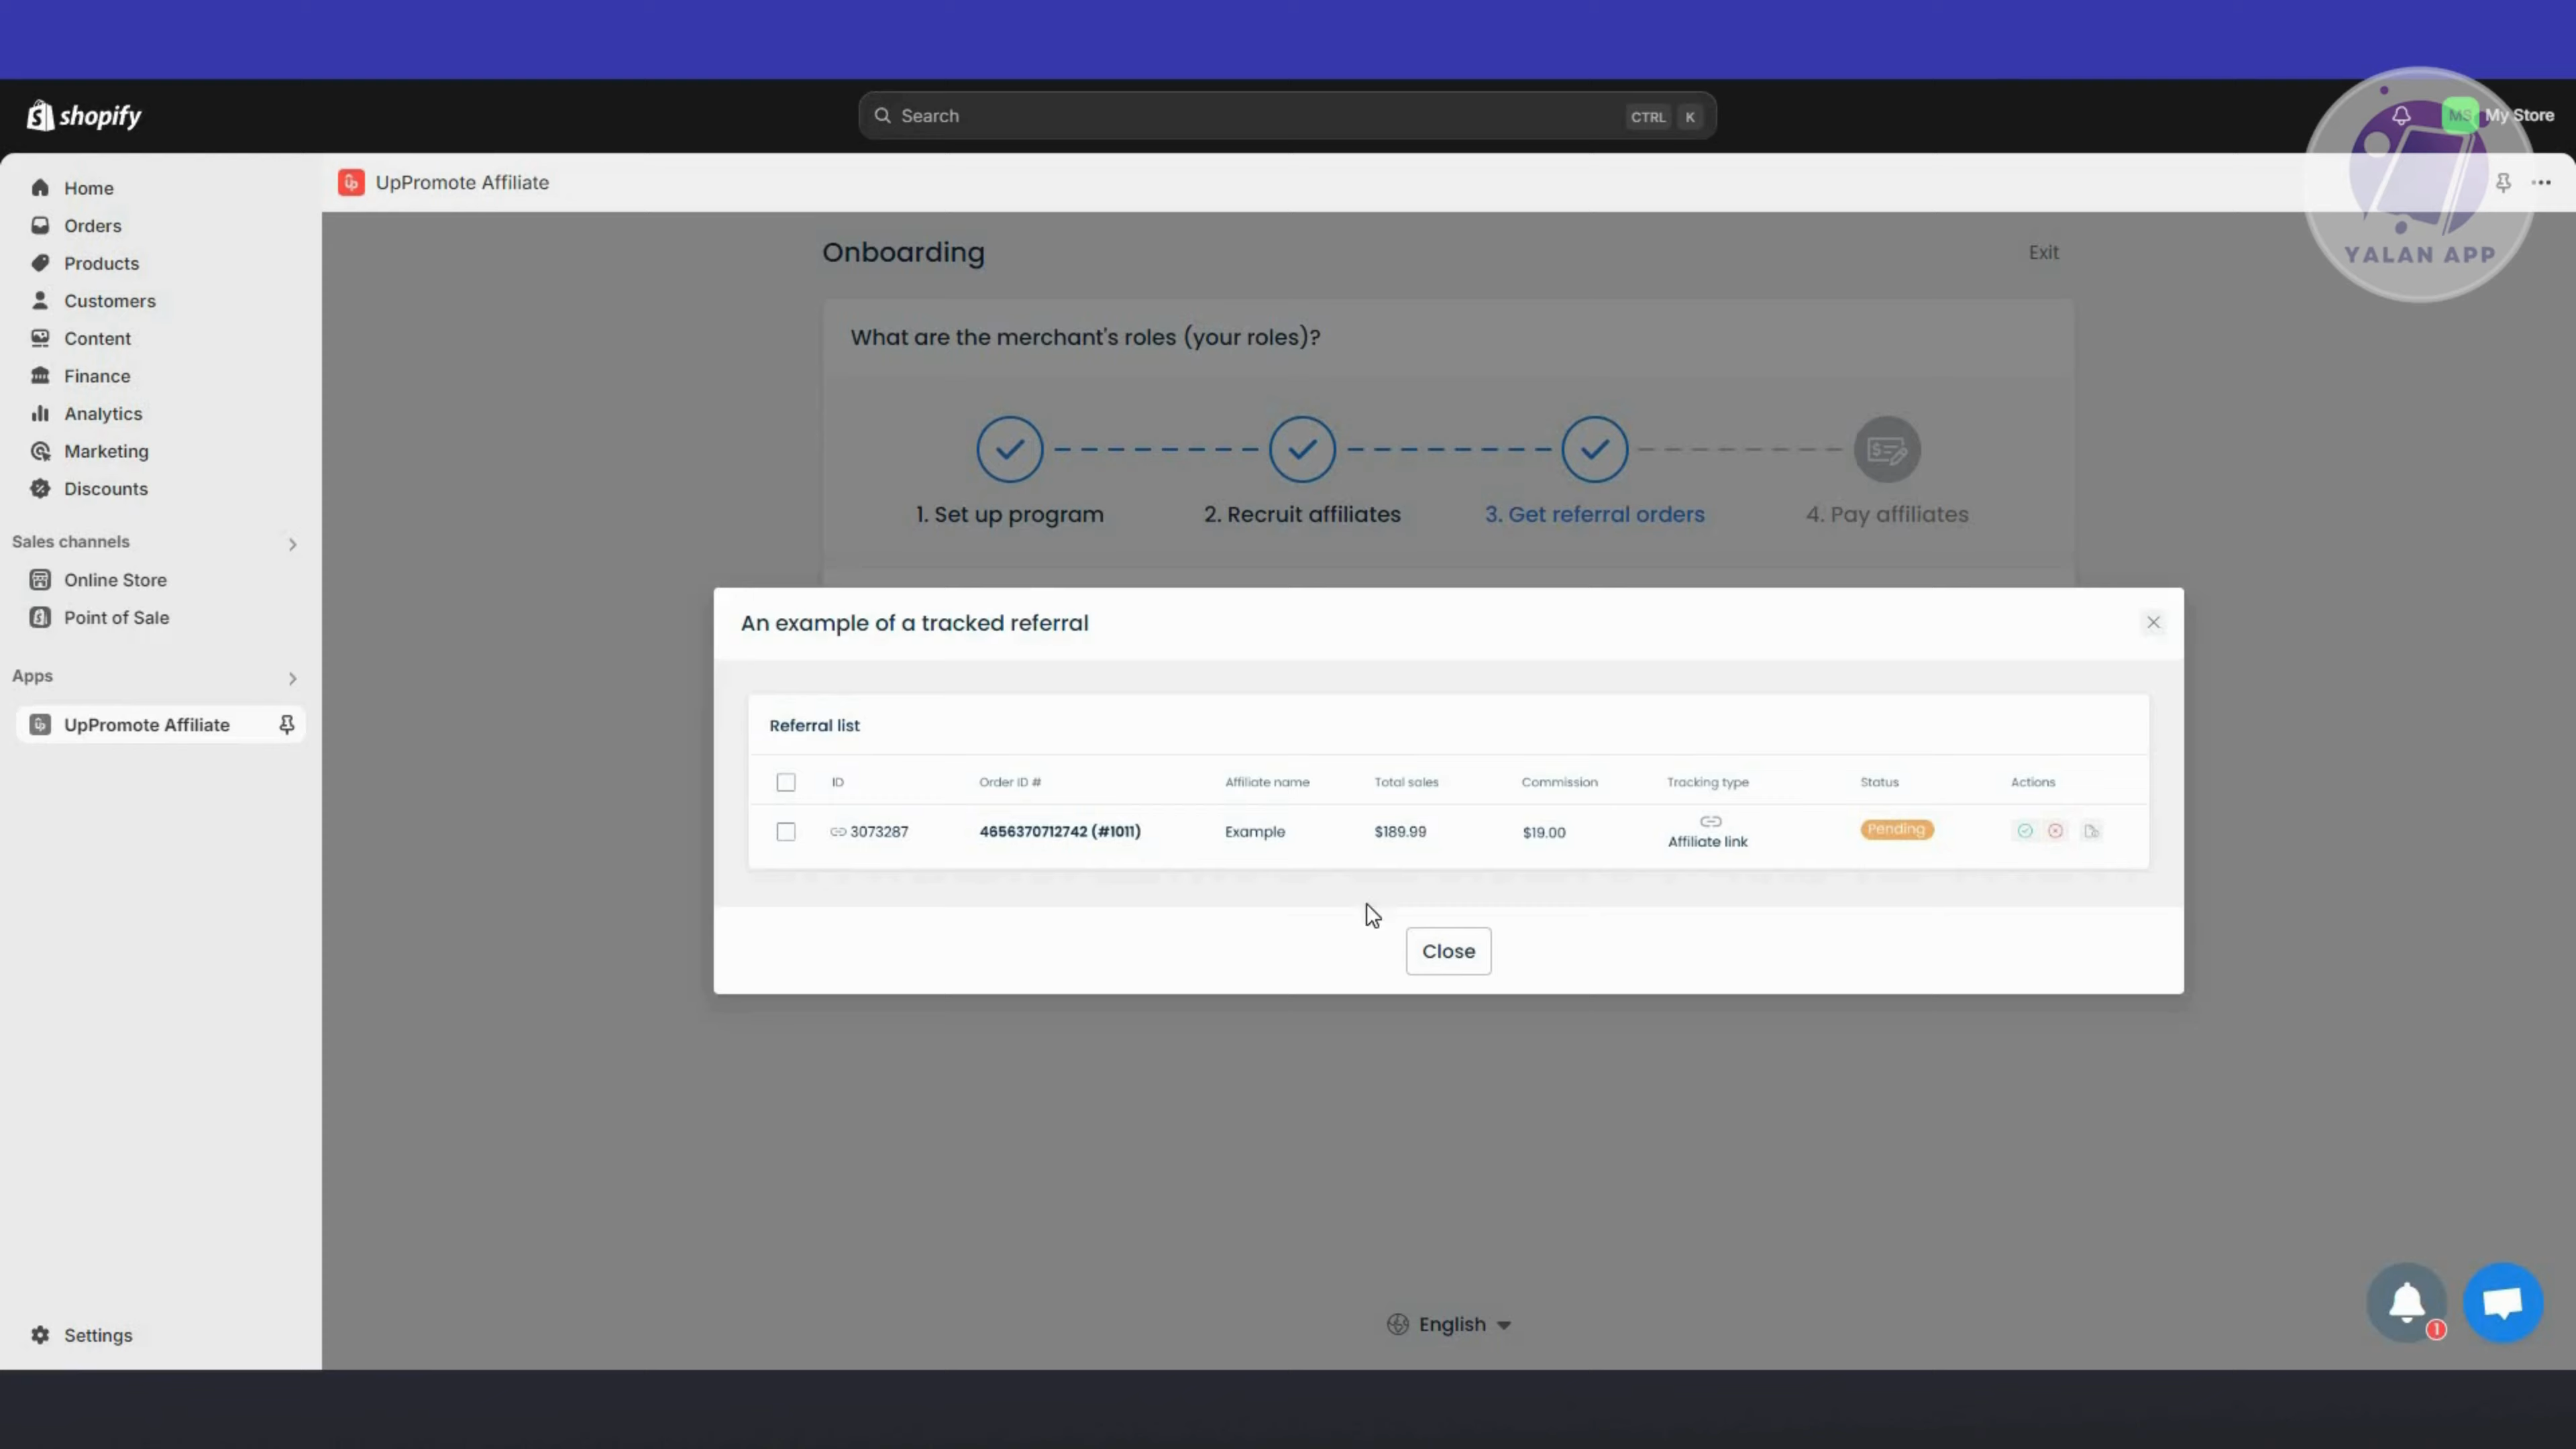 shopify
Search
CTRL K
MS My Store
YALAN APP
Home
Orders
Products
Customers
Content
Finance
Analytics
Marketing
Discounts
Sales channels
Online Store
Point of Sale
Apps
UpPromote Affiliate
Settings
UpPromote Affiliate
Onboarding
Exit
What are the merchant's roles (your roles)?
1. Set up program
2. Recruit affiliates
3. Get referral orders
4. Pay affiliates
An example of a tracked referral
Referral list
ID Order ID # Affiliate name Total sales Commission Tracking type Status Actions
3073287 4656370712742 (#1011) Example $189.99 $19.00 Affiliate link Pending
Close
English
1